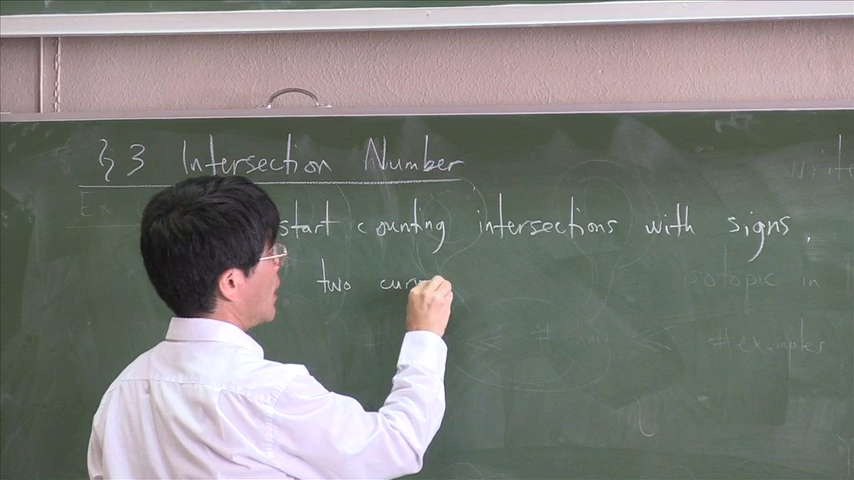 §3 Intersection Number
write
Ex
start counting intersections with signs.
two cur
isotopic in
<< <
#examples